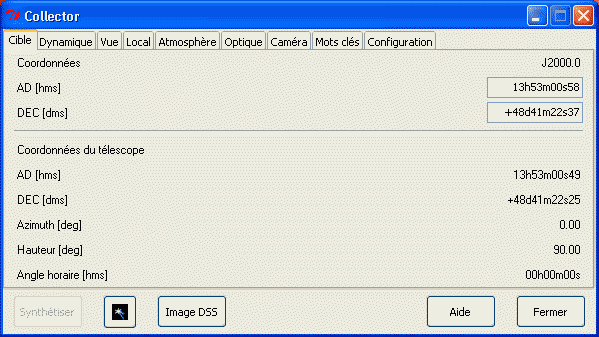 Collector
Cible Dynamique Vue Local Atmosphère Optique Caméra Mots clés Configuration
Coordonnées J2000.0
AD [hms] 13h53m00s58
DEC [dms] +48d41m22s37
Coordonnées du télescope
AD [hms] 13h53m00s49
DEC [dms] +48d41m22s25
Azimuth [deg] 0.00
Hauteur [deg] 90.00
Angle horaire [hms] 00h00m00s
Synthétiser Image DSS Aide Fermer